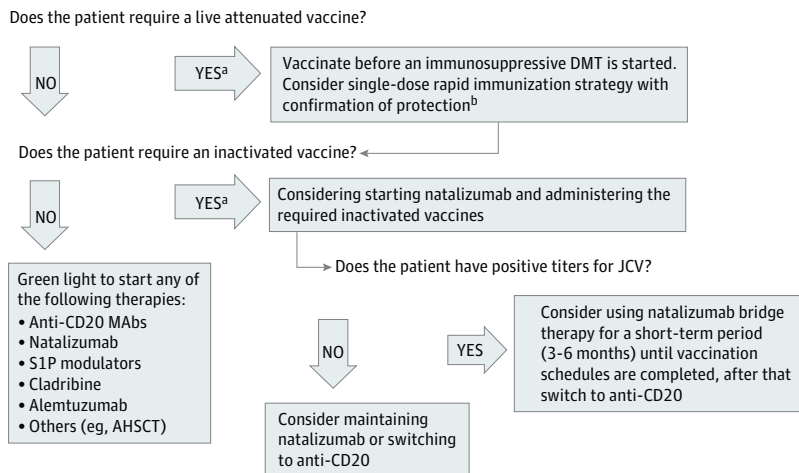 Does the patient require a live attenuated vaccine?
NO
YESᵃ
Vaccinate before an immunosuppressive DMT is started.
Consider single-dose rapid immunization strategy with
confirmation of protectionᵇ
Does the patient require an inactivated vaccine?
NO
YESᵃ
Considering starting natalizumab and administering the
required inactivated vaccines
Does the patient have positive titers for JCV?
Green light to start any of
the following therapies:
• Anti-CD20 MAbs
• Natalizumab
• S1P modulators
• Cladribine
• Alemtuzumab
• Others (eg, AHSCT)
NO
YES
Consider using natalizumab bridge
therapy for a short-term period
(3-6 months) until vaccination
schedules are completed, after that
switch to anti-CD20
Consider maintaining
natalizumab or switching
to anti-CD20